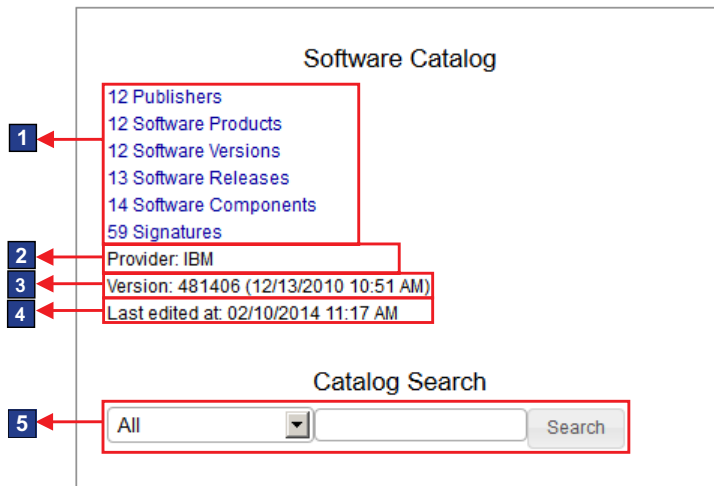 Software Catalog
12 Publishers
12 Software Products
1
12 Software Versions
13 Software Releases
14 Software Components
59 Signatures
2
Provider: IBM
3
Version: 481406 (12/13/2010 10:51 AM)
4
Last edited at: 02/10/2014 11:17 AM
Catalog Search
5
All
Search